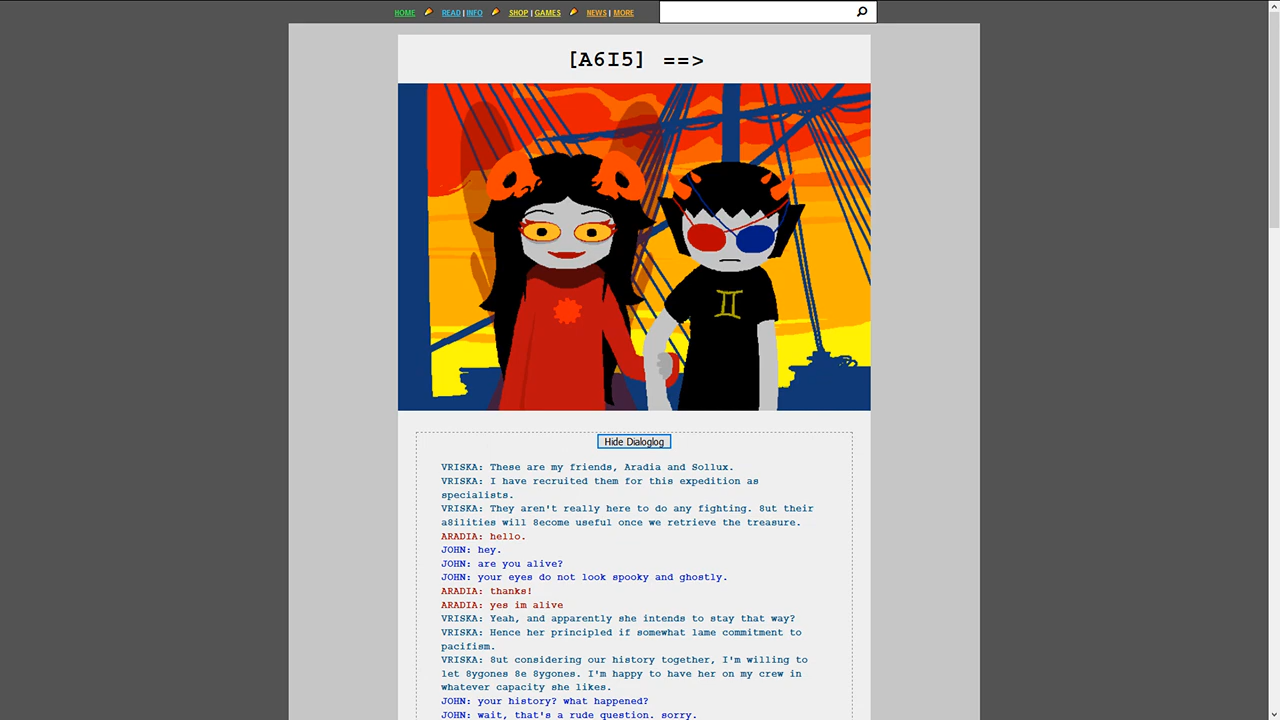 HOME READ | INFO SHOP | GAMES NEWS | MORE
[A6I5] ==>
Hide Dialoglog
VRISKA: These are my friends, Aradia and Sollux.
VRISKA: I have recruited them for this expedition as
specialists.
VRISKA: They aren't really here to do any fighting. 8ut their
a8ilities will 8ecome useful once we retrieve the treasure.
ARADIA: hello.
JOHN: hey.
JOHN: are you alive?
JOHN: your eyes do not look spooky and ghostly.
ARADIA: thanks!
ARADIA: yes im alive
VRISKA: Yeah, and apparently she intends to stay that way?
VRISKA: Hence her principled if somewhat lame commitment to
pacifism.
VRISKA: 8ut considering our history together, I'm willing to
let 8ygones 8e 8ygones. I'm happy to have her on my crew in
whatever capacity she likes.
JOHN: your history? what happened?
JOHN: wait, that's a rude question. sorry.